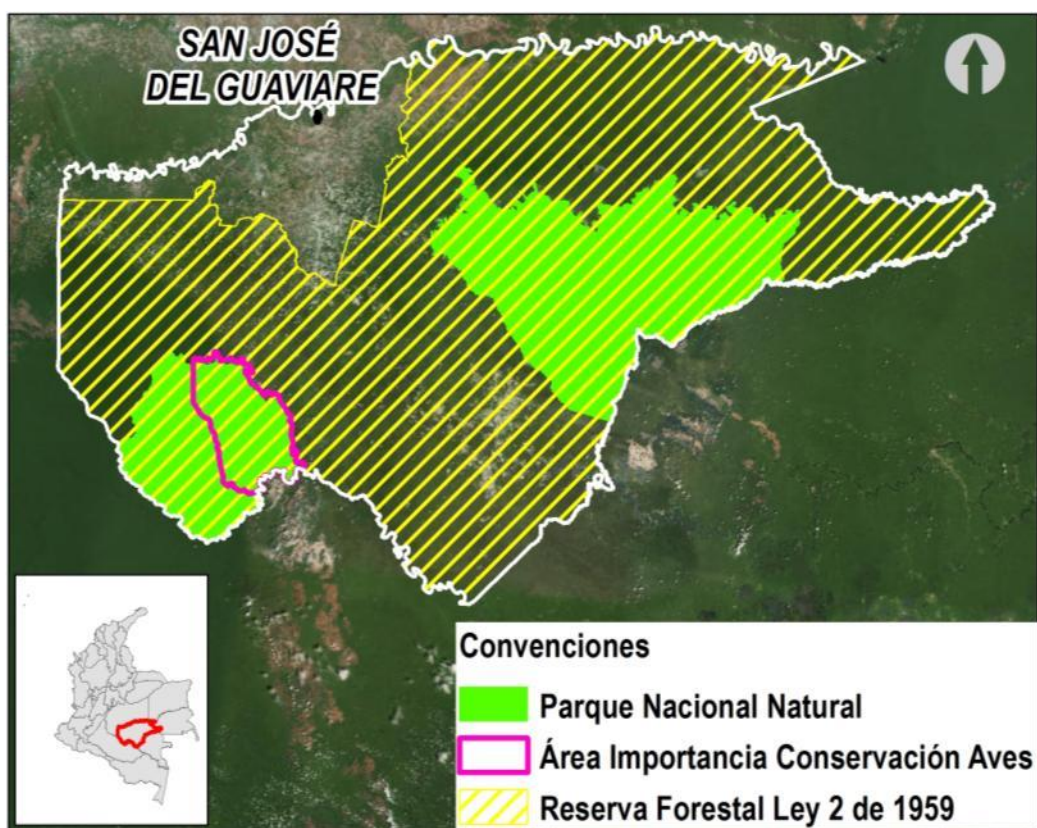 SAN JOSÉ
DEL GUAVIARE
Convenciones
Parque Nacional Natural
Área Importancia Conservación Aves
Reserva Forestal Ley 2 de 1959